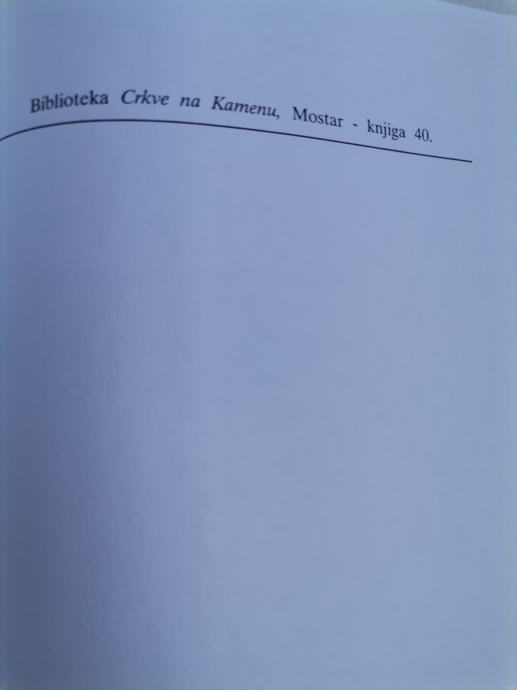 Biblioteka Crkve na Kamenu, Mostar - knjiga 40.